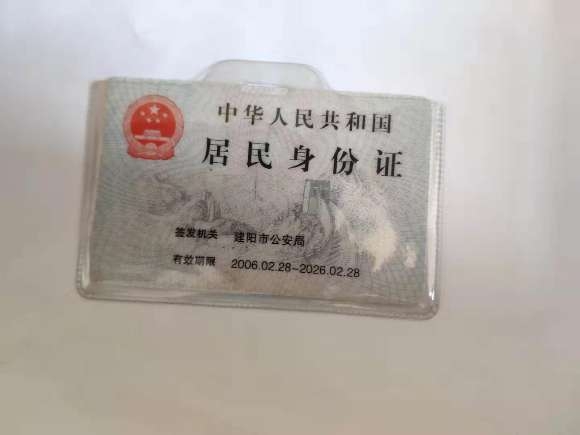 中华人民共和国
居民身份证
签发机关 建阳市公安局
有效期限 2006.02.28-2026.02.28